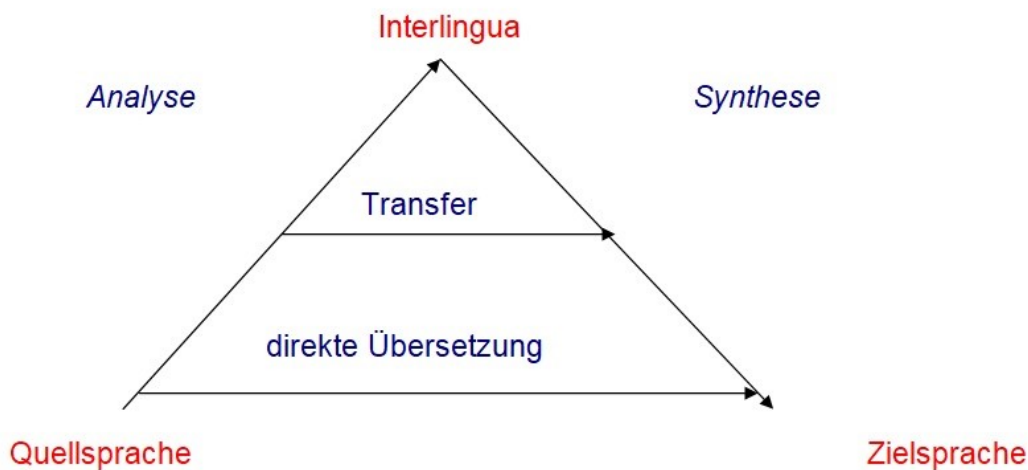 Interlingua
Analyse
Synthese
Transfer
direkte Übersetzung
Quellsprache
Zielsprache